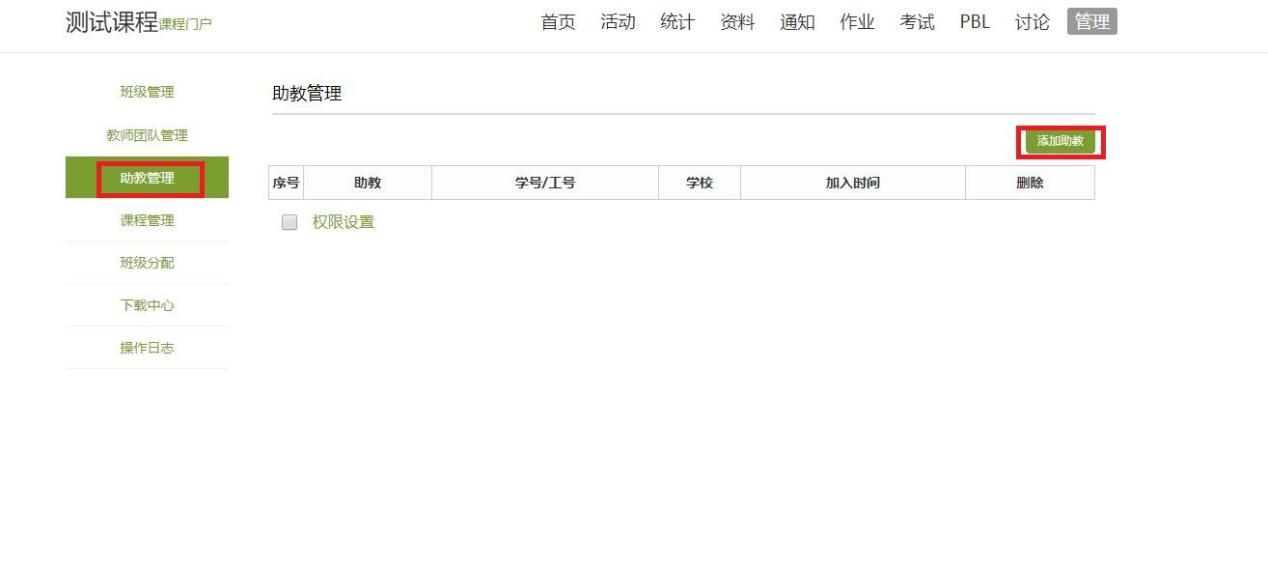 测试课程课程门户 首页 活动 统计 资料 通知 作业 考试 PBL 讨论 管理
班级管理
教师团队管理
助教管理
课程管理
班级分配
下载中心
操作日志
助教管理
添加助教
序号 助教 学号/工号 学校 加入时间 删除
权限设置